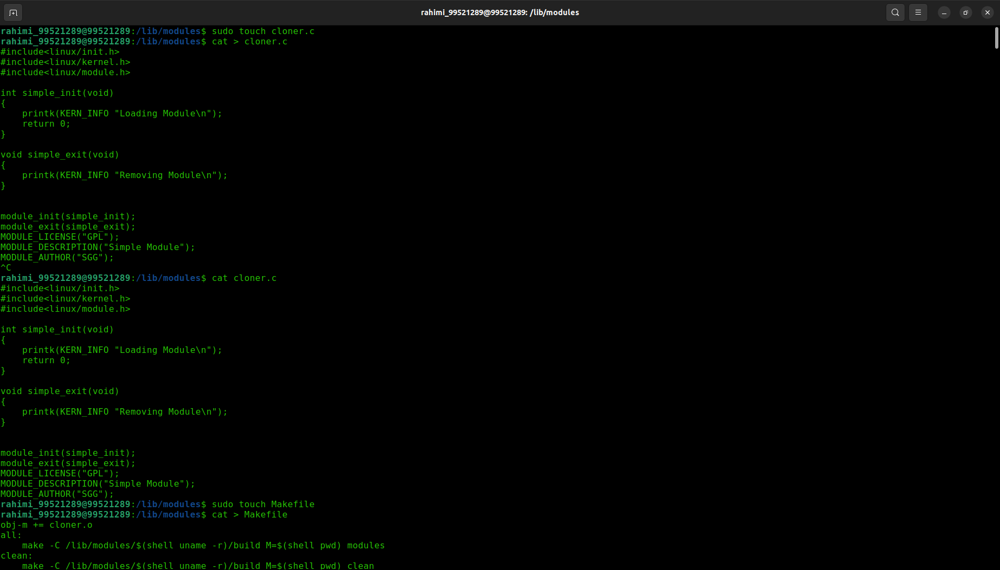 rahimi_99521289@99521289: /lib/modules
rahimi_99521289@99521289:/lib/modules$ sudo touch cloner.c
rahimi_99521289@99521289:/lib/modules$ cat > cloner.c
#include<linux/init.h>
#include<linux/kernel.h>
#include<linux/module.h>

int simple_init(void)
{
    printk(KERN_INFO "Loading Module\n");
    return 0;
}

void simple_exit(void)
{
    printk(KERN_INFO "Removing Module\n");
}


module_init(simple_init);
module_exit(simple_exit);
MODULE_LICENSE("GPL");
MODULE_DESCRIPTION("Simple Module");
MODULE_AUTHOR("SGG");
^C
rahimi_99521289@99521289:/lib/modules$ cat cloner.c
#include<linux/init.h>
#include<linux/kernel.h>
#include<linux/module.h>

int simple_init(void)
{
    printk(KERN_INFO "Loading Module\n");
    return 0;
}

void simple_exit(void)
{
    printk(KERN_INFO "Removing Module\n");
}


module_init(simple_init);
module_exit(simple_exit);
MODULE_LICENSE("GPL");
MODULE_DESCRIPTION("Simple Module");
MODULE_AUTHOR("SGG");
rahimi_99521289@99521289:/lib/modules$ sudo touch Makefile
rahimi_99521289@99521289:/lib/modules$ cat > Makefile
obj-m += cloner.o
all:
    make -C /lib/modules/$(shell uname -r)/build M=$(shell pwd) modules
clean:
    make -C /lib/modules/$(shell uname -r)/build M=$(shell pwd) clean